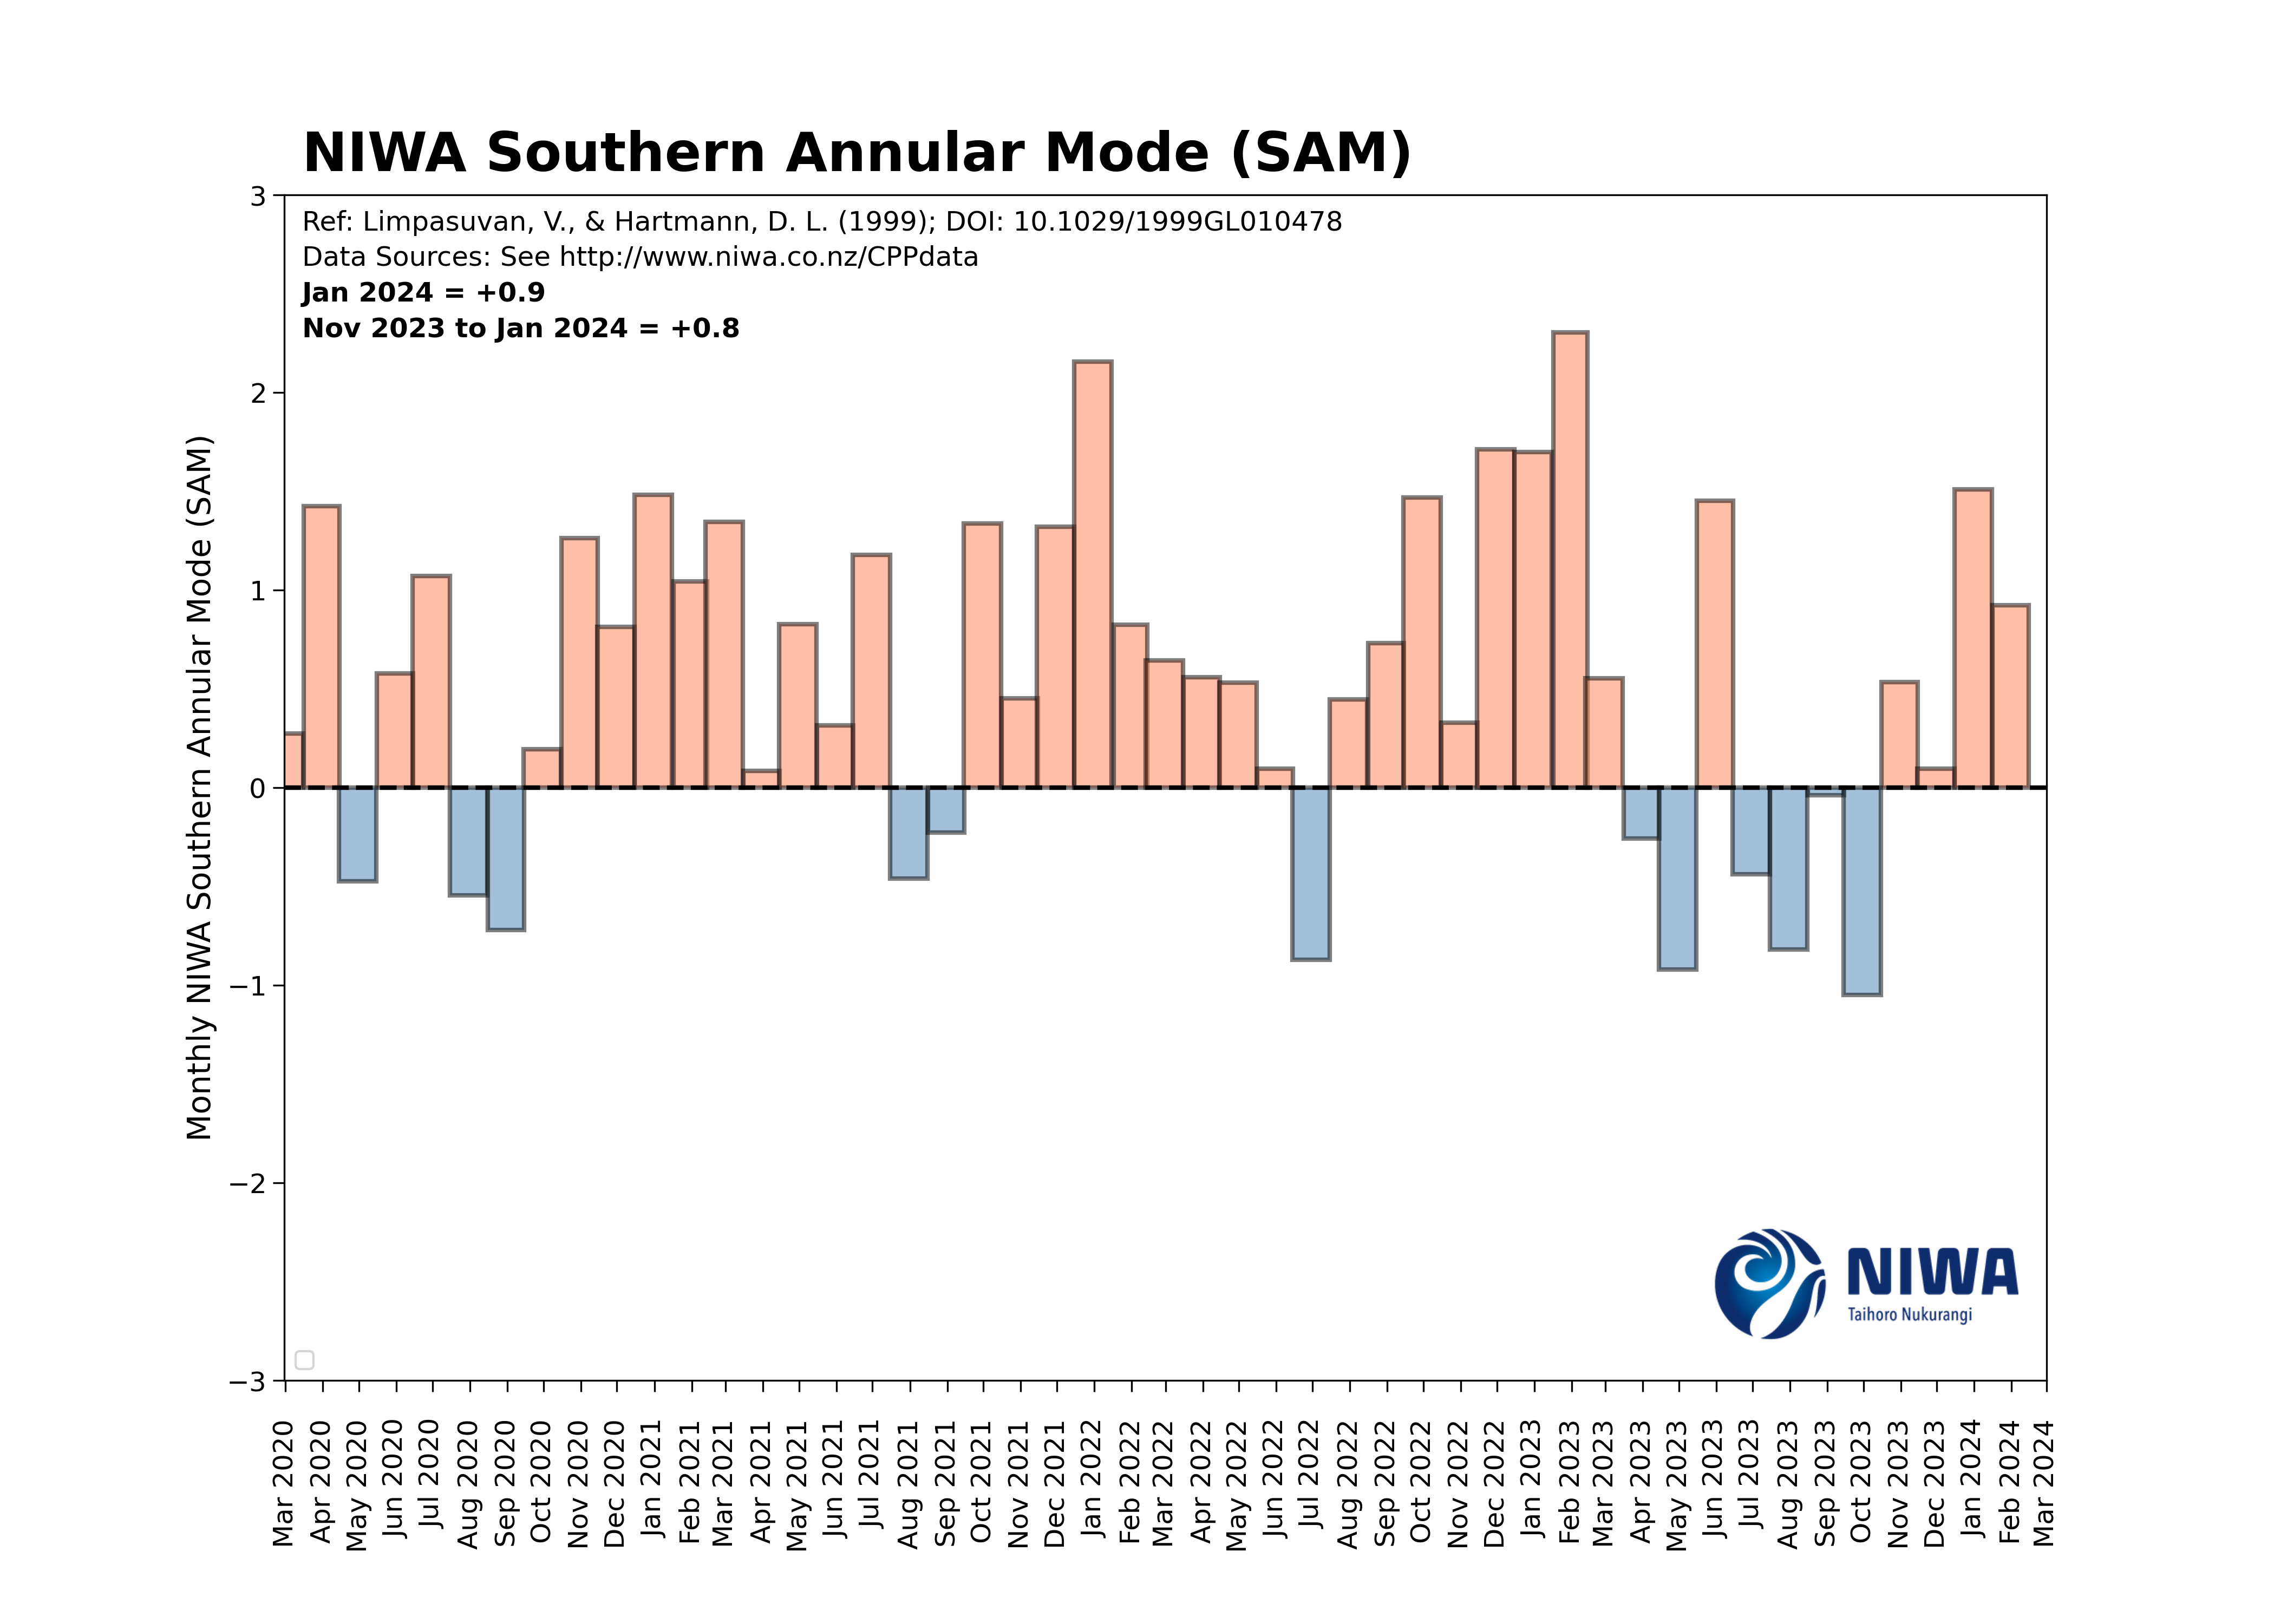 NIWA Southern Annular Mode (SAM)
Ref: Limpasuvan, V., & Hartmann, D. L. (1999); DOI: 10.1029/1999GL010478
Data Sources: See http://www.niwa.co.nz/CPPdata
Jan 2024 = +0.9
Nov 2023 to Jan 2024 = +0.8
Monthly NIWA Southern Annular Mode (SAM)
3
2
1
0
−1
−2
−3
NIWA
Taihoro Nukurangi
Mar 2020
Apr 2020
May 2020
Jun 2020
Jul 2020
Aug 2020
Sep 2020
Oct 2020
Nov 2020
Dec 2020
Jan 2021
Feb 2021
Mar 2021
Apr 2021
May 2021
Jun 2021
Jul 2021
Aug 2021
Sep 2021
Oct 2021
Nov 2021
Dec 2021
Jan 2022
Feb 2022
Mar 2022
Apr 2022
May 2022
Jun 2022
Jul 2022
Aug 2022
Sep 2022
Oct 2022
Nov 2022
Dec 2022
Jan 2023
Feb 2023
Mar 2023
Apr 2023
May 2023
Jun 2023
Jul 2023
Aug 2023
Sep 2023
Oct 2023
Nov 2023
Dec 2023
Jan 2024
Feb 2024
Mar 2024